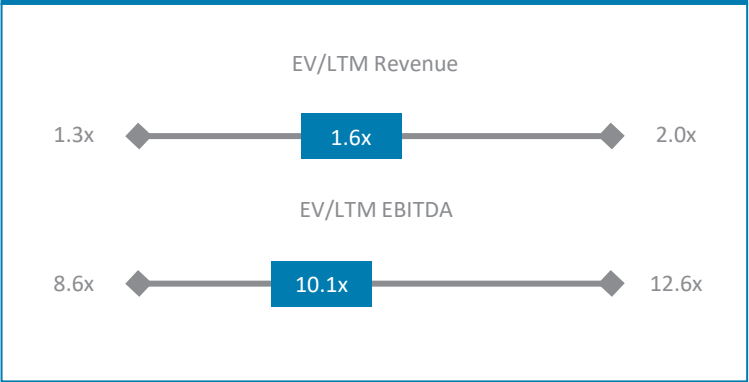 EV/LTM Revenue
1.3x 1.6x 2.0x
EV/LTM EBITDA
8.6x 10.1x 12.6x